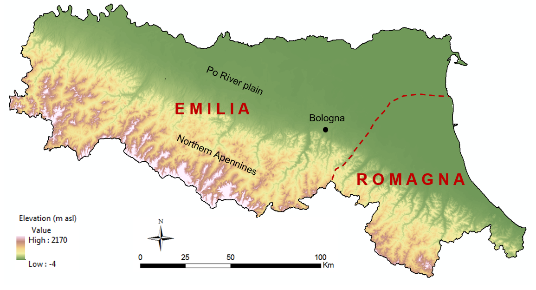 Po River plain
EMILIA
Bologna
Northern Apennines
ROMAGNA
Elevation (m asl)
Value
High : 2170
Low : -4
N
0 25 50 100
Km